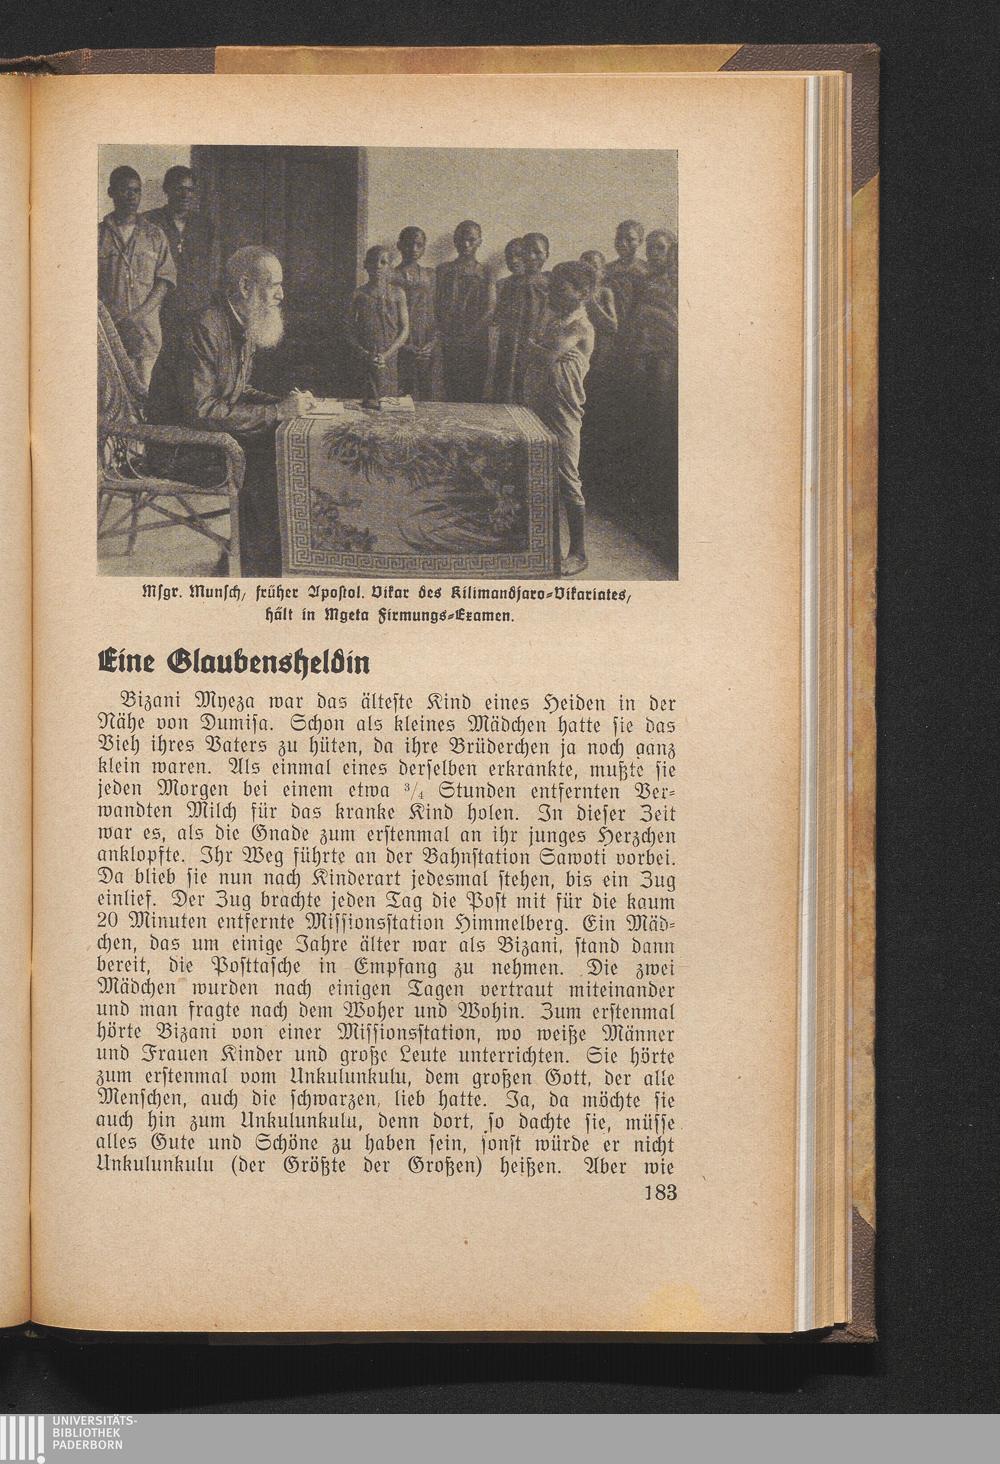 Msgr. Munsch, früher Apostol. Vikar des Kilimandjaro-Vikariates,
hält in Mgeta Firmungs-Examen.
Eine Glaubensheldin
Bizani Myeza war das älteste Kind eines Heiden in der
Nähe von Dumisa. Schon als kleines Mädchen hatte sie das
Vieh ihres Vaters zu hüten, da ihre Brüderchen ja noch ganz
klein waren. Als einmal eines derselben erkrankte, mußte sie
jeden Morgen bei einem etwa 3/4 Stunden entfernten Ver-
wandten Milch für das kranke Kind holen. In dieser Zeit
war es, als die Gnade zum erstenmal an ihr junges Herzchen
anklopfte. Ihr Weg führte an der Bahnstation Sawoti vorbei.
Da blieb sie nun nach Kinderart jedesmal stehen, bis ein Zug
einlief. Der Zug brachte jeden Tag die Post mit für die kaum
20 Minuten entfernte Missionsstation Himmelberg. Ein Mäd-
chen, das um einige Jahre älter war als Bizani, stand dann
bereit, die Posttasche in Empfang zu nehmen. Die zwei
Mädchen wurden nach einigen Tagen vertraut miteinander
und man fragte nach dem Woher und Wohin. Zum erstenmal
hörte Bizani von einer Missionsstation, wo weiße Männer
und Frauen Kinder und große Leute unterrichten. Sie hörte
zum erstenmal vom Unkulunkulu, dem großen Gott, der alle
Menschen, auch die schwarzen, lieb hatte. Ja, da möchte sie
auch hin zum Unkulunkulu, denn dort, so dachte sie, müsse
alles Gute und Schöne zu haben sein, sonst würde er nicht
Unkulunkulu (der Größte der Großen) heißen. Aber wie
183
UNIVERSITÄTS-
BIBLIOTHEK
PADERBORN